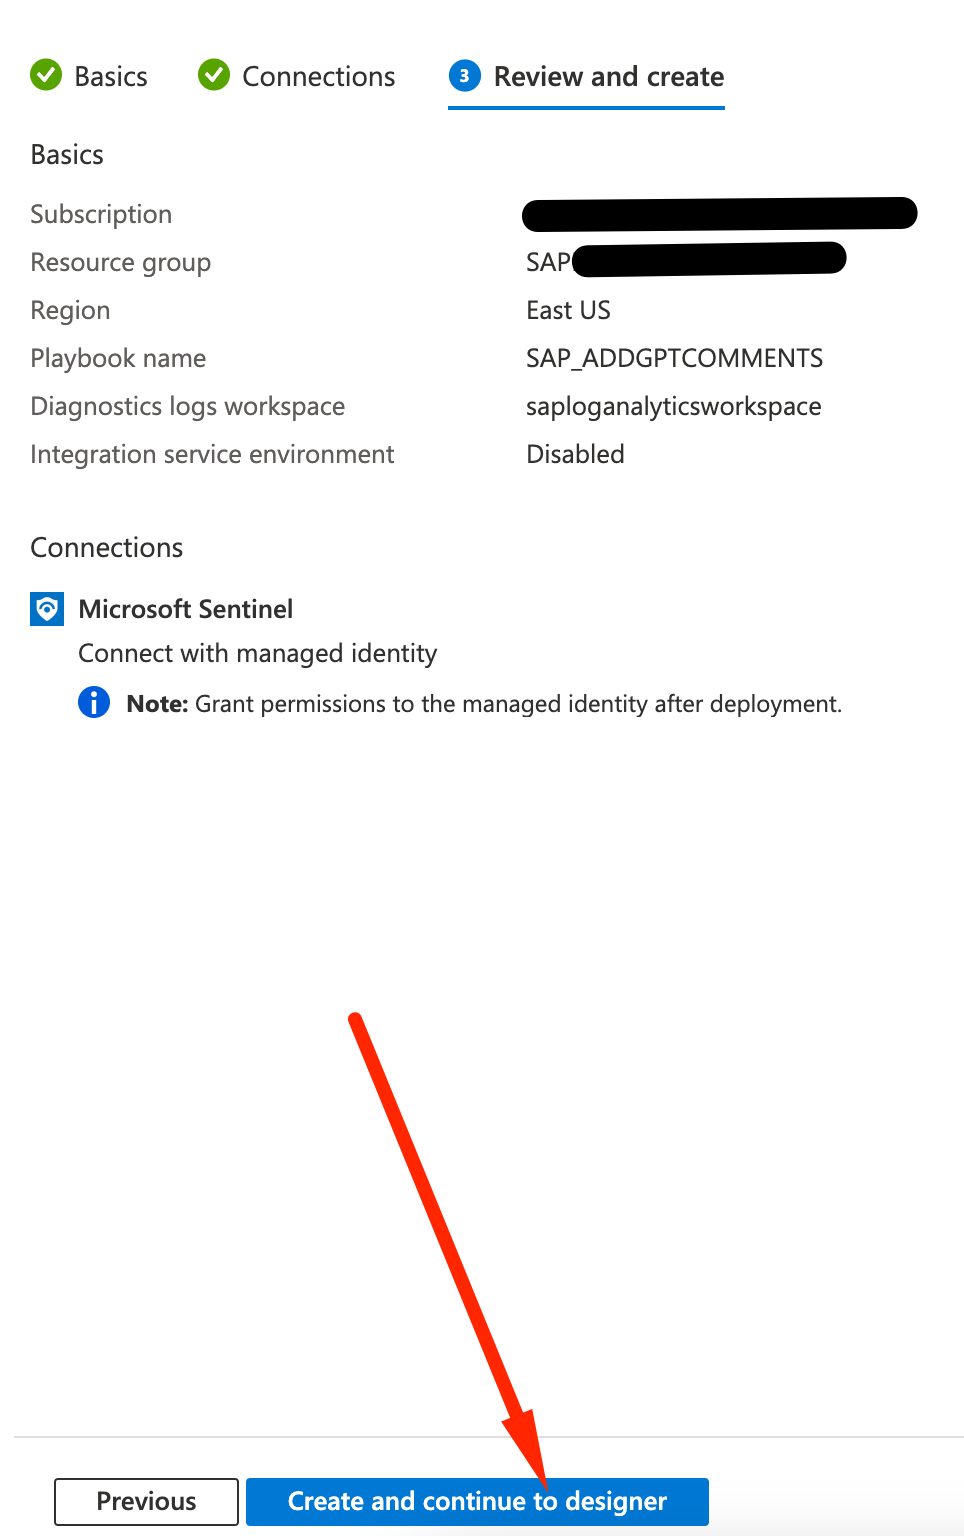 Basics Connections 3 Review and create
Basics
Subscription
Resource group SAP
Region East US
Playbook name SAP_ADDGPTCOMMENTS
Diagnostics logs workspace saploganalyticsworkspace
Integration service environment Disabled
Connections
Microsoft Sentinel
Connect with managed identity
Note: Grant permissions to the managed identity after deployment.
Previous Create and continue to designer